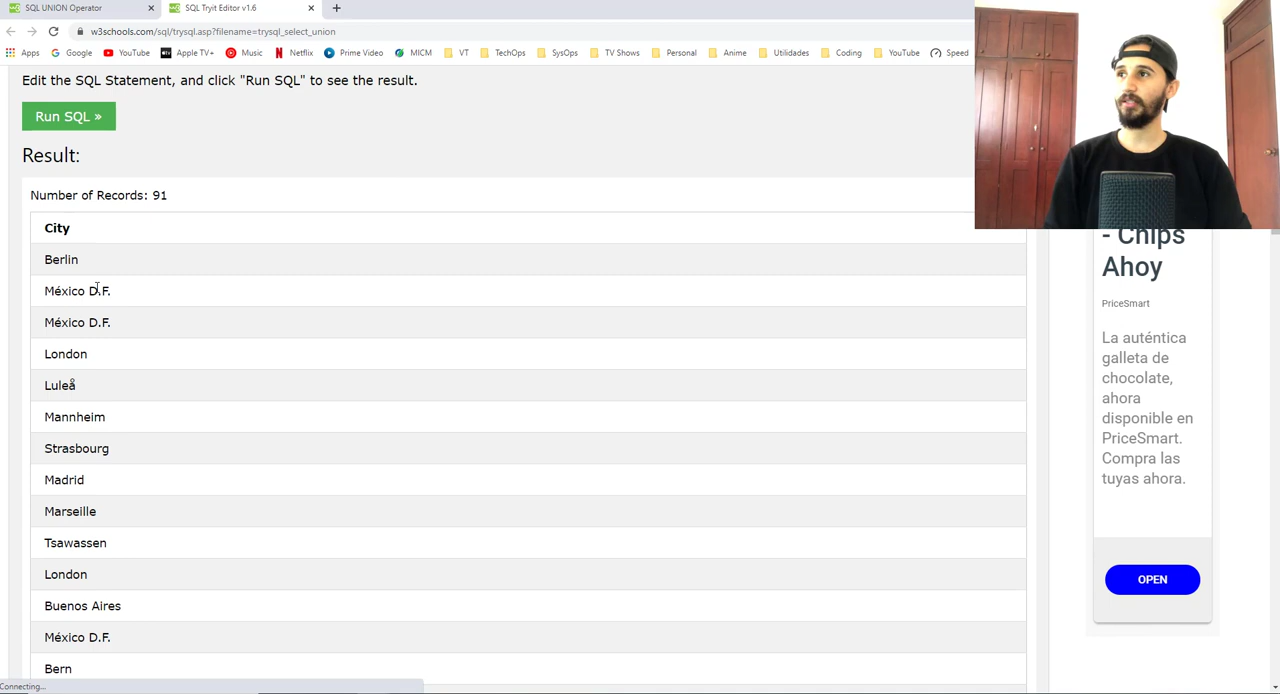 SQL UNION Operator
SQL Tryit Editor v1.6
w3schools.com/sql/trysql.asp?filename=trysql_select_union
Apps Google YouTube Apple TV+ Music Netflix Prime Video MICM VT TechOps SysOps TV Shows Personal Anime Utilidades Coding YouTube Speed
Edit the SQL Statement, and click "Run SQL" to see the result.
Run SQL »
Result:
Number of Records: 91
City
Berlin
México D.F.
México D.F.
London
Luleå
Mannheim
Strasbourg
Madrid
Marseille
Tsawassen
London
Buenos Aires
México D.F.
Bern
- Chips
Ahoy
PriceSmart
La auténtica
galleta de
chocolate,
ahora
disponible en
PriceSmart.
Compra las
tuyas ahora.
OPEN
Connecting...